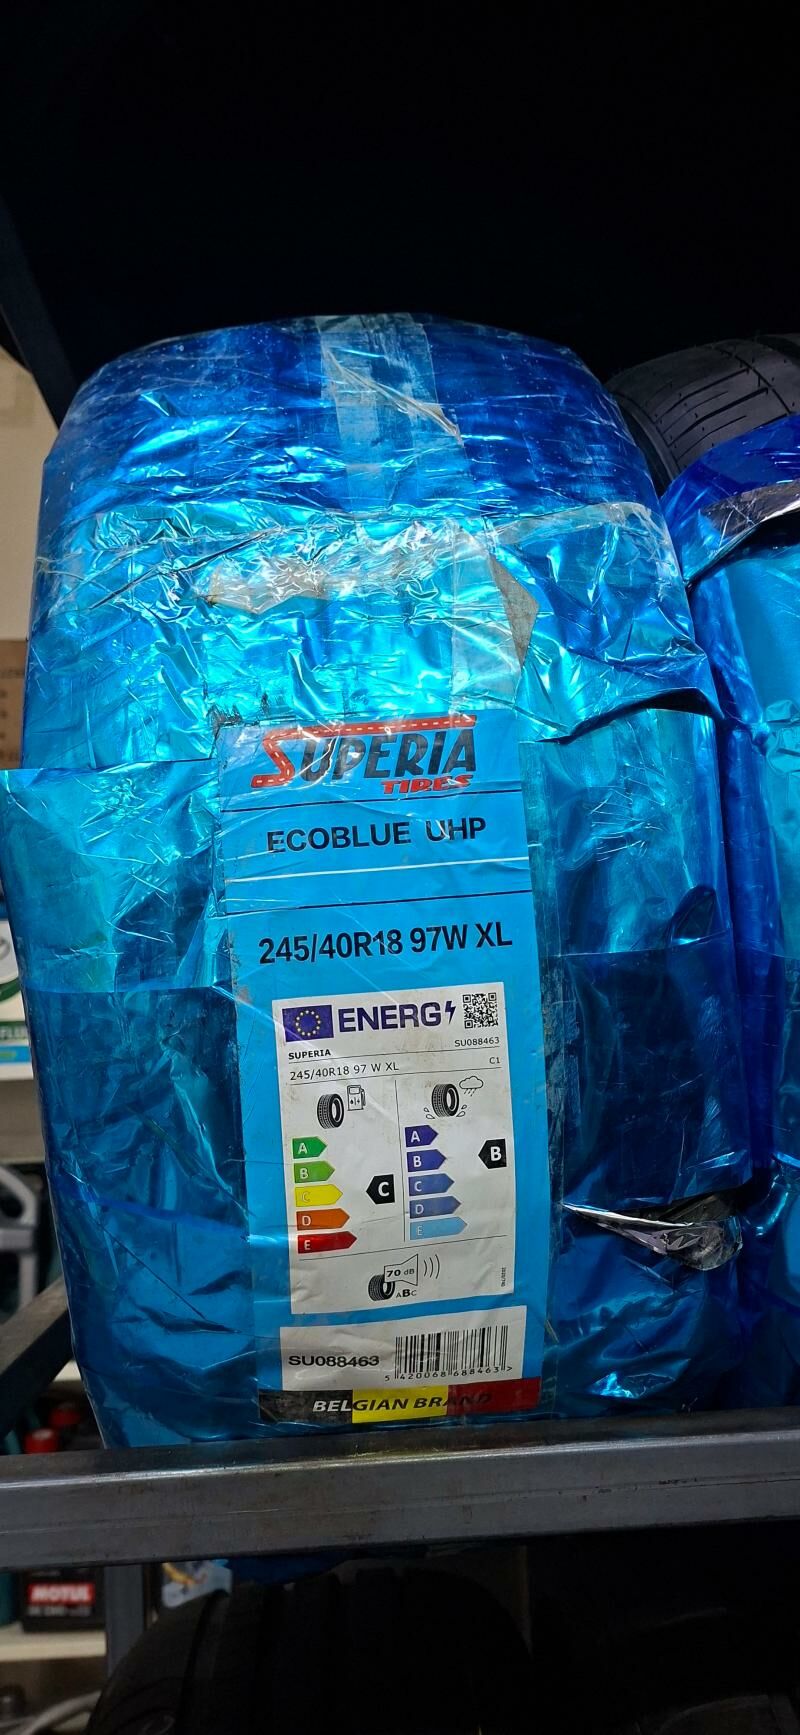 SUPERIA
TIRES
ECOBLUE UHP
245/40R18 97W XL
ENERG
SUPERIA SU088463
245/40R18 97 W XL C1
A A
B B B
C C C
D D
E E
70 dB
ABC
SU088463
5 420068 688463 >
BELGIAN BRAND
MOTUL